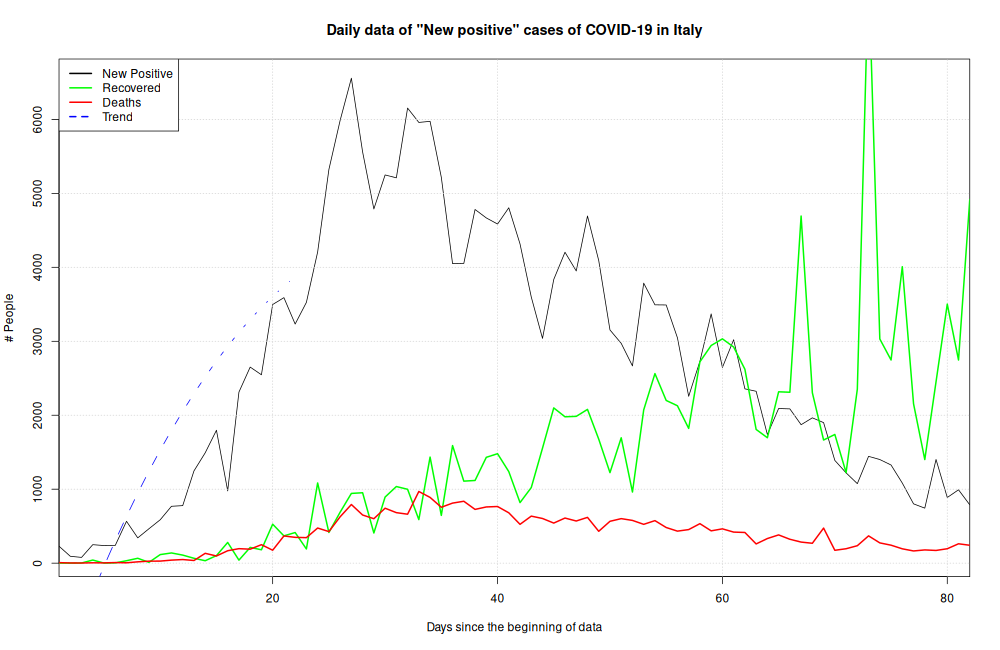 Daily data of "New positive" cases of COVID-19 in Italy
New Positive
Recovered
Deaths
Trend
# People
6000
5000
4000
3000
2000
1000
0
20
40
60
80
Days since the beginning of data